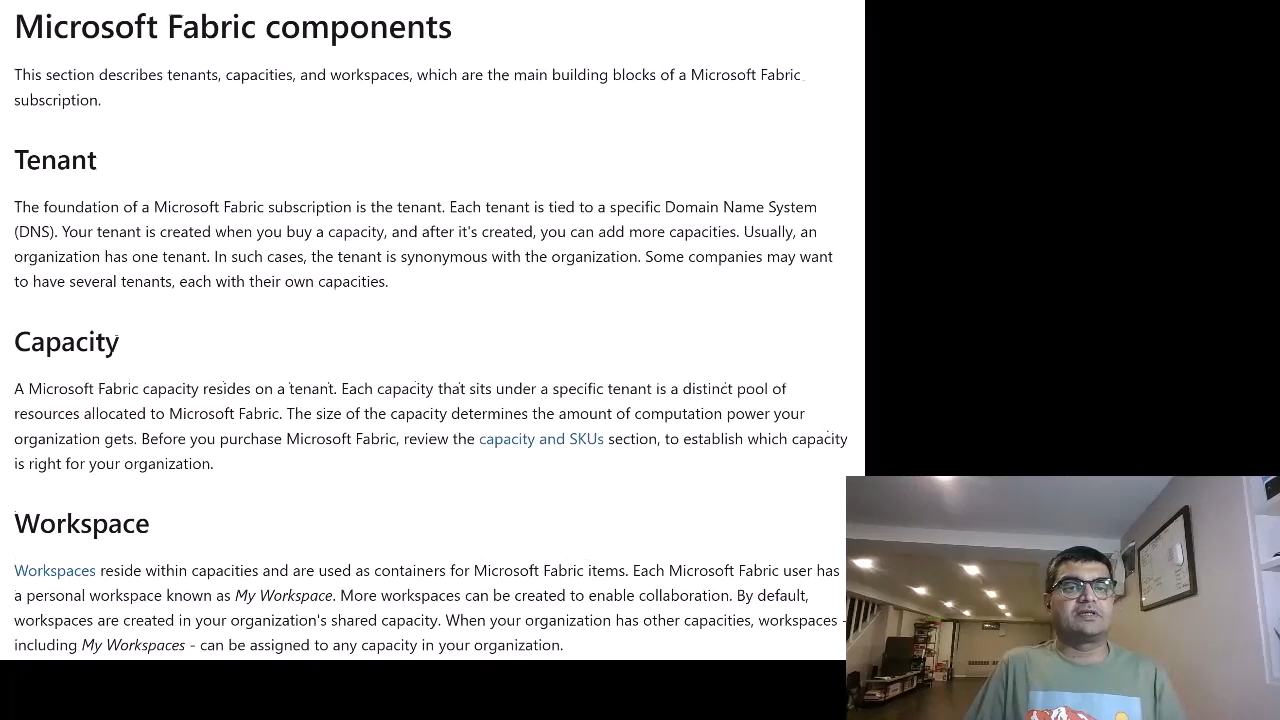 Microsoft Fabric components
This section describes tenants, capacities, and workspaces, which are the main building blocks of a Microsoft Fabric
subscription.
Tenant
The foundation of a Microsoft Fabric subscription is the tenant. Each tenant is tied to a specific Domain Name System
(DNS). Your tenant is created when you buy a capacity, and after it's created, you can add more capacities. Usually, an
organization has one tenant. In such cases, the tenant is synonymous with the organization. Some companies may want
to have several tenants, each with their own capacities.
Capacity
A Microsoft Fabric capacity resides on a tenant. Each capacity that sits under a specific tenant is a distinct pool of
resources allocated to Microsoft Fabric. The size of the capacity determines the amount of computation power your
organization gets. Before you purchase Microsoft Fabric, review the capacity and SKUs section, to establish which capacity
is right for your organization.
Workspace
Workspaces reside within capacities and are used as containers for Microsoft Fabric items. Each Microsoft Fabric user has
a personal workspace known as My Workspace. More workspaces can be created to enable collaboration. By default,
workspaces are created in your organization's shared capacity. When your organization has other capacities, workspaces -
including My Workspaces - can be assigned to any capacity in your organization.